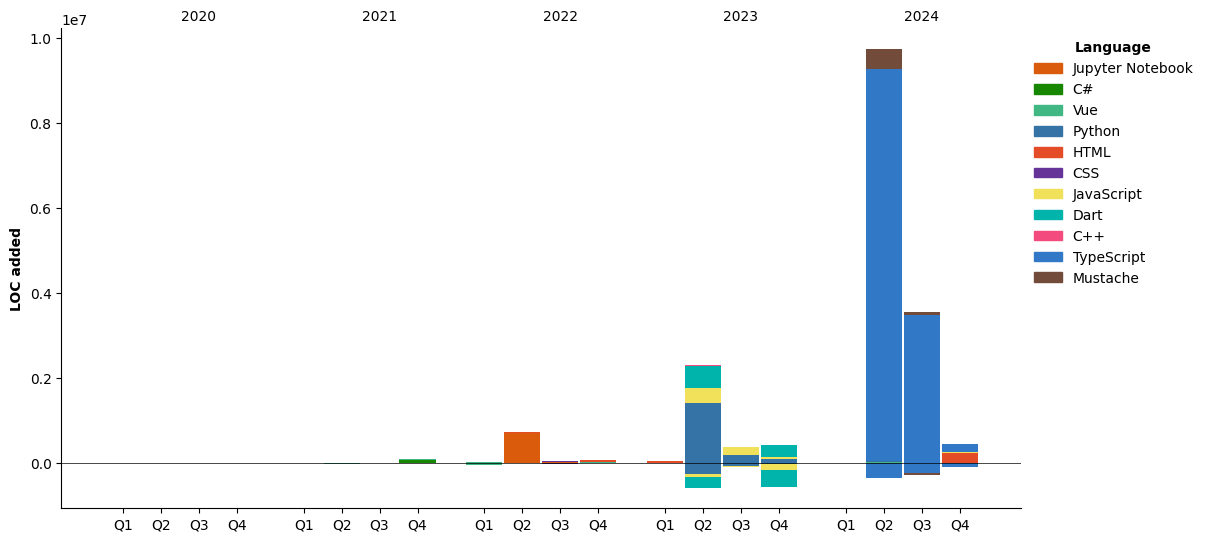 2020 2021 2022 2023 2024
1e7
1.0
0.8
0.6
0.4
0.2
0.0
LOC added
Q1 Q2 Q3 Q4 Q1 Q2 Q3 Q4 Q1 Q2 Q3 Q4 Q1 Q2 Q3 Q4 Q1 Q2 Q3 Q4
Language
Jupyter Notebook
C#
Vue
Python
HTML
CSS
JavaScript
Dart
C++
TypeScript
Mustache